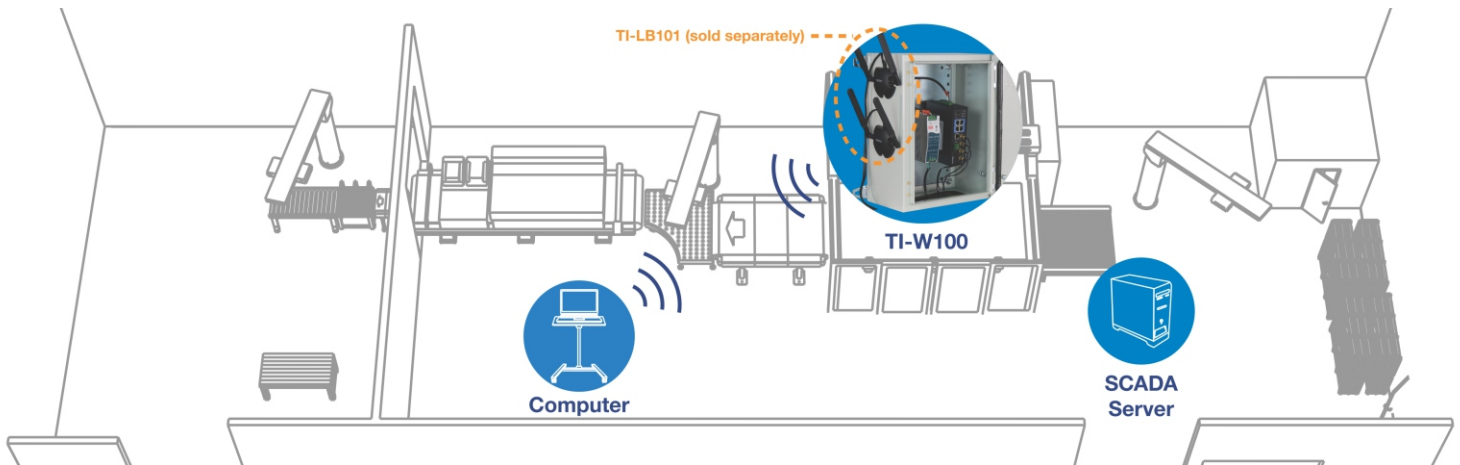 TI-LB101 (sold separately)
TI-W100
Computer
SCADA
Server